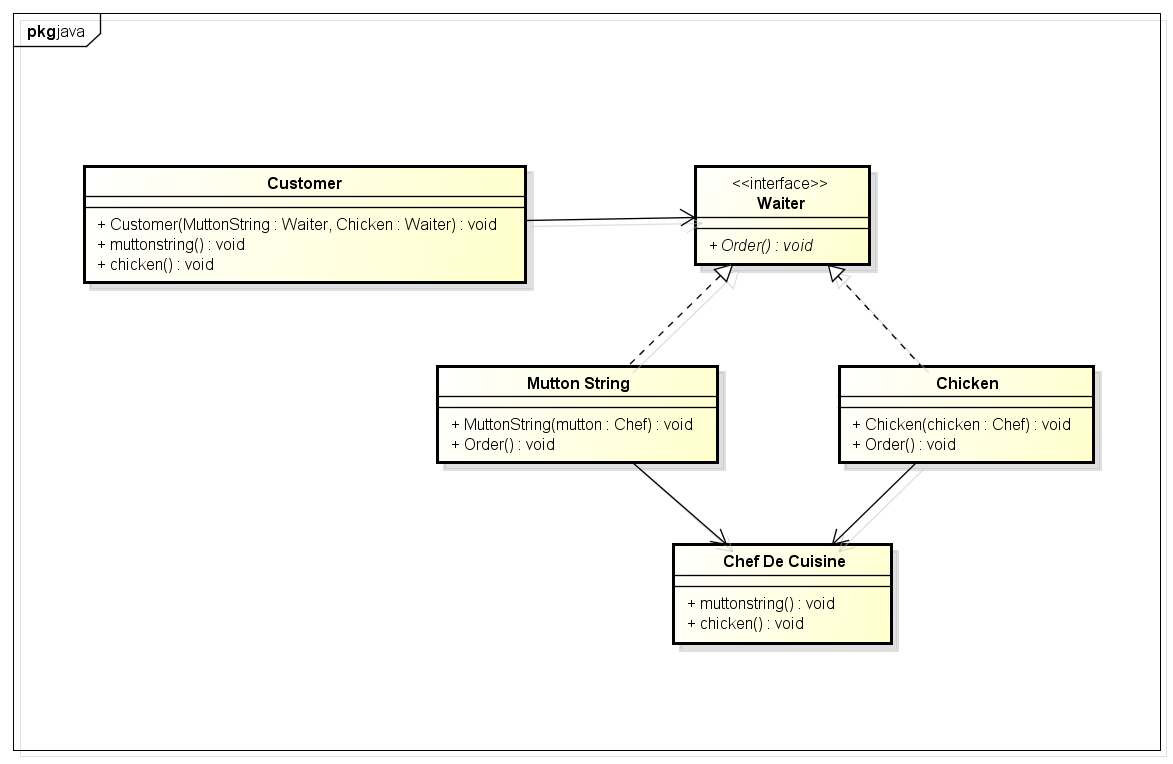 pkgjava
Customer
+ Customer(MuttonString : Waiter, Chicken : Waiter) : void
+ muttonstring() : void
+ chicken() : void
<<interface>>
Waiter
+ Order() : void
Mutton String
+ MuttonString(mutton : Chef) : void
+ Order() : void
Chicken
+ Chicken(chicken : Chef) : void
+ Order() : void
Chef De Cuisine
+ muttonstring() : void
+ chicken() : void